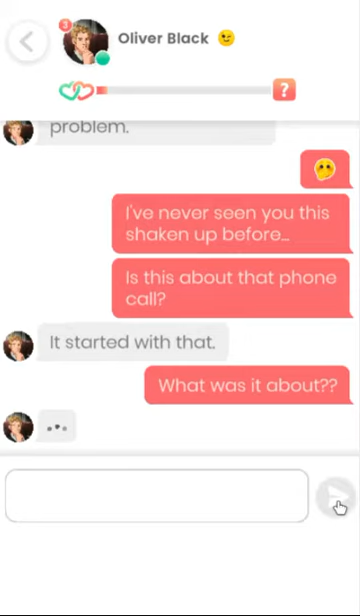 3
Oliver Black 😉
?
problem.
🤭
I've never seen you this
shaken up before...
Is this about that phone
call?
It started with that.
What was it about??